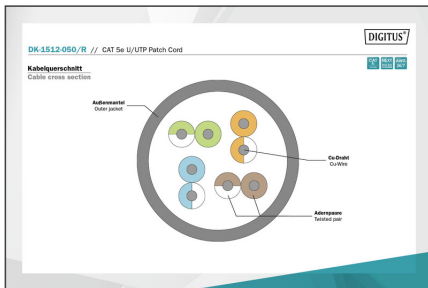 DIGITUS®
DK-1512-050/R // CAT 5e U/UTP Patch Cord
Kabelquerschnitt
Cable cross section
Außenmantel
Outer jacket
Cu-Draht
Cu-Wire
Adernpaare
Twisted pair